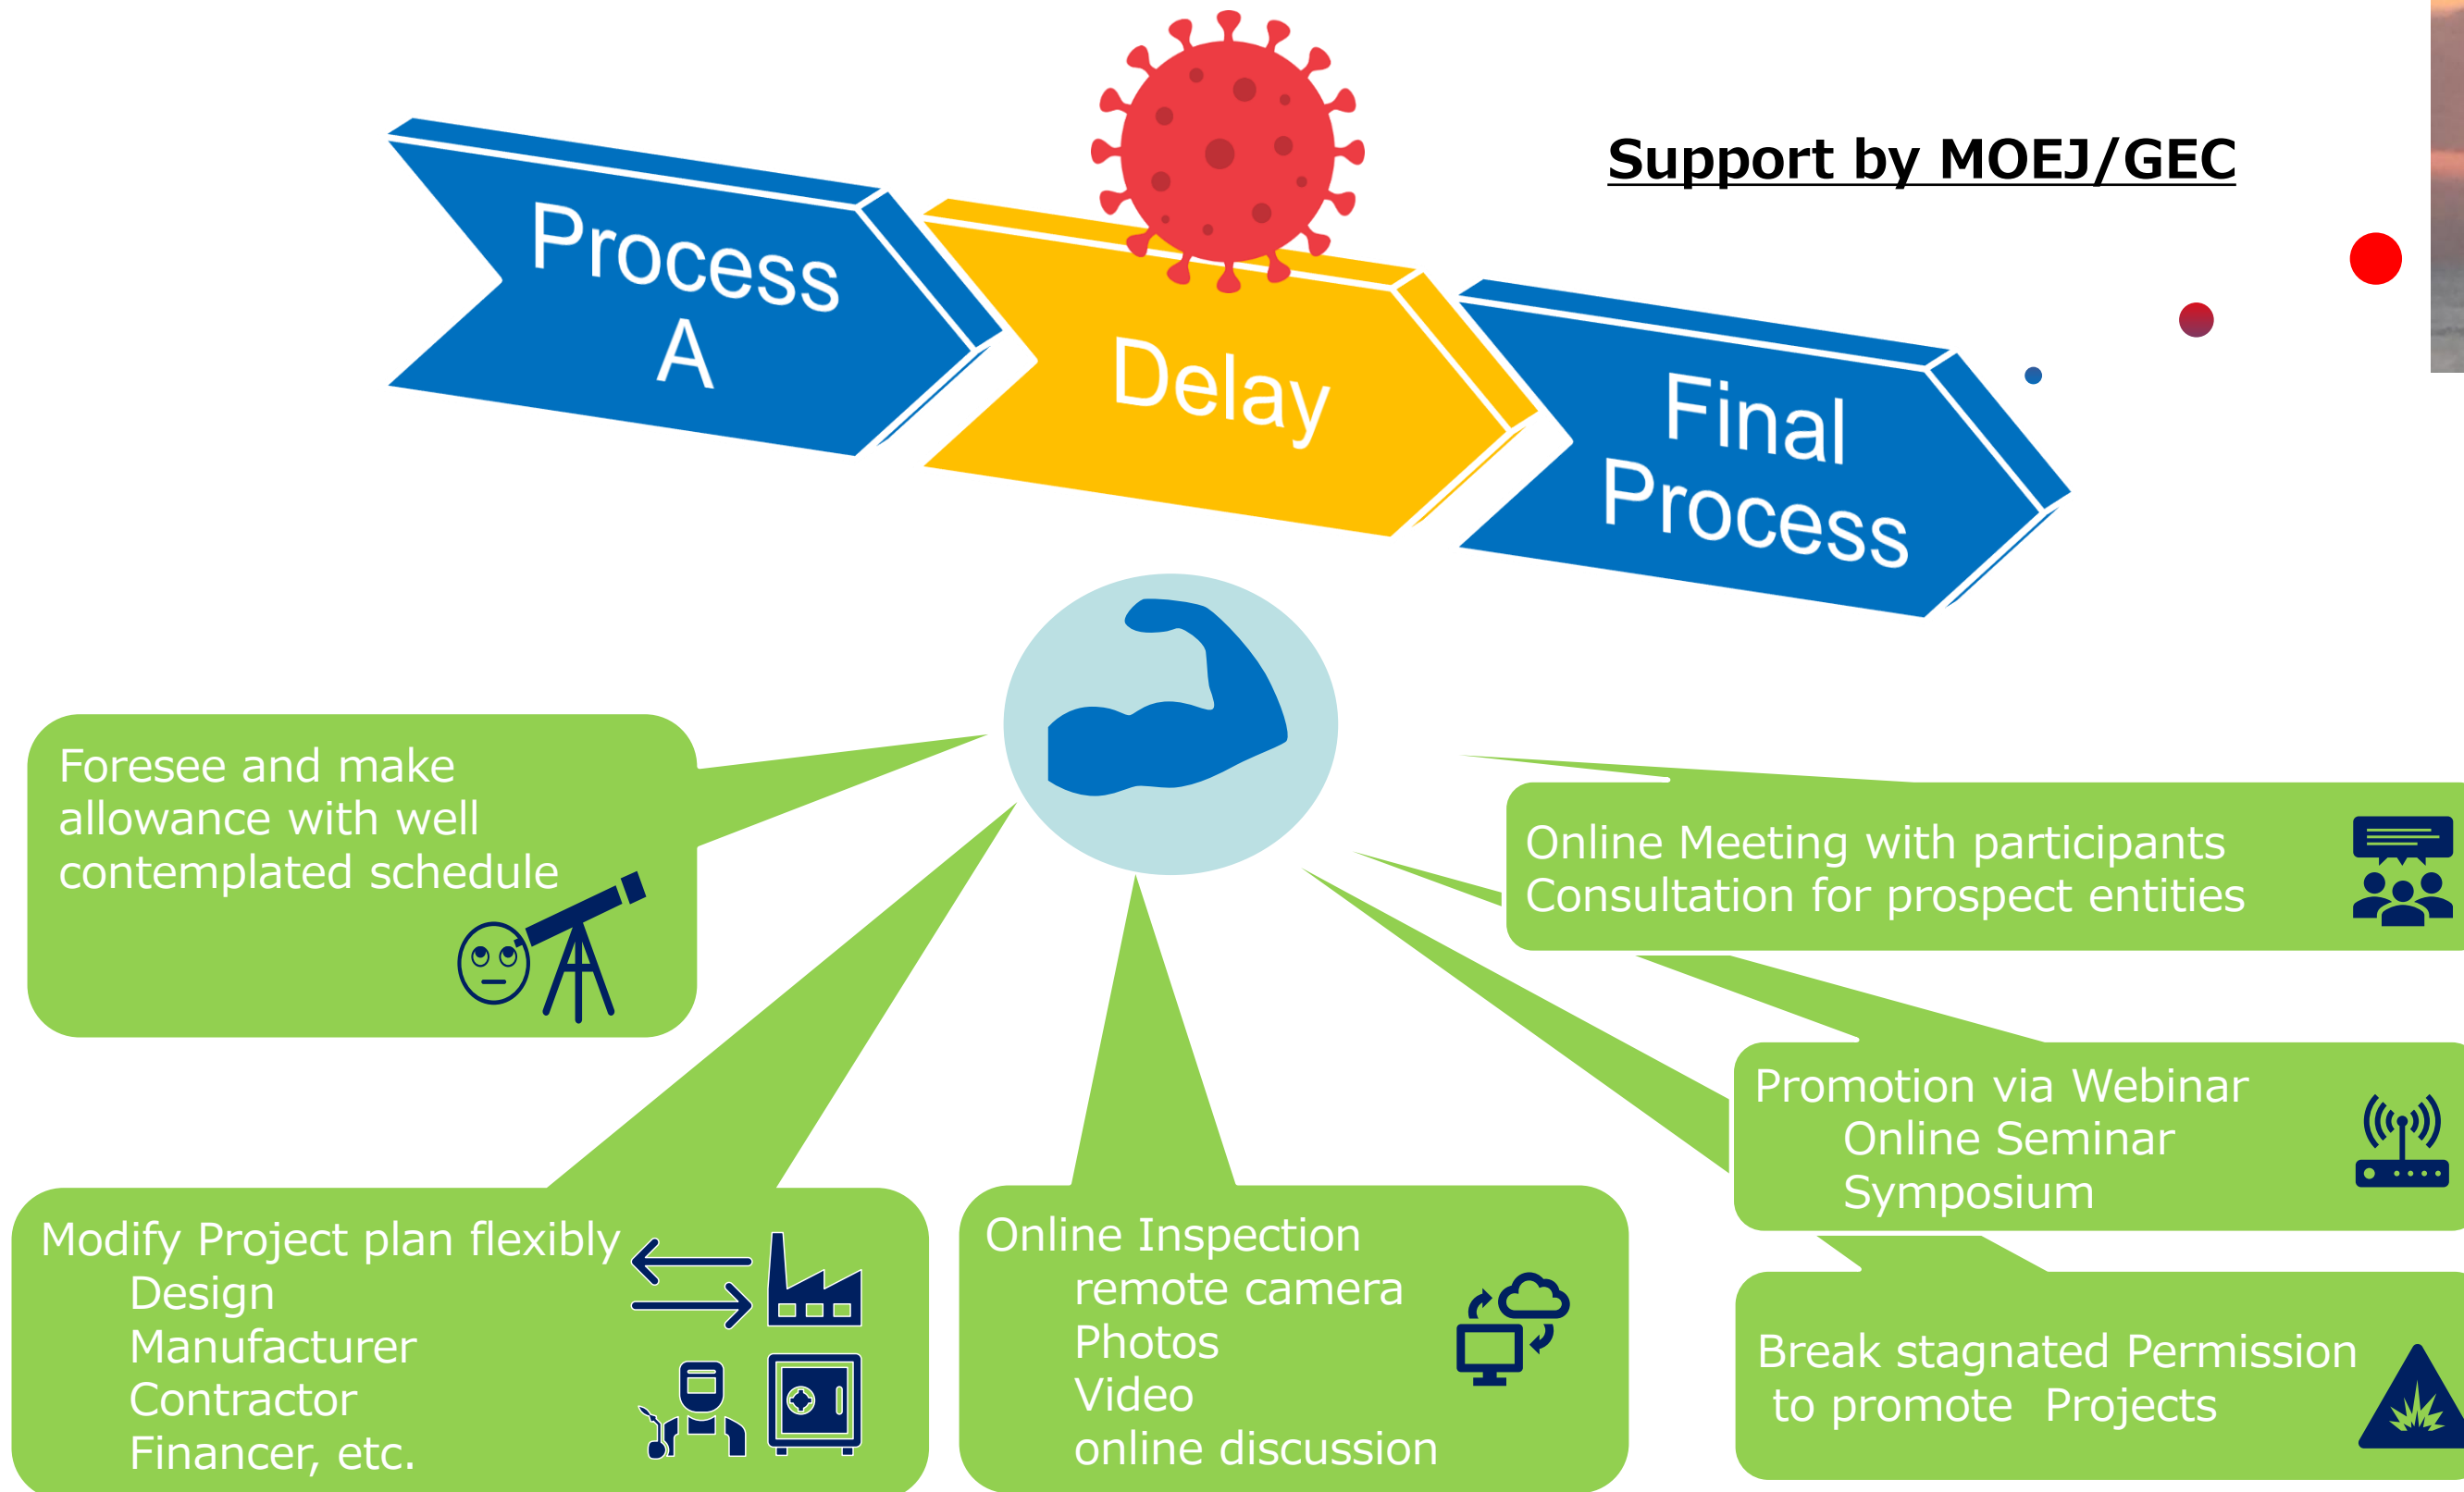 Support by MOEJ/GEC
Process
A
Delay
Final
Process
Foresee and make
allowance with well
contemplated schedule
Online Meeting with participants
Consultation for prospect entities
Promotion via Webinar
Online Seminar
Symposium
Modify Project plan flexibly
Design
Manufacturer
Contractor
Financer, etc.
Online Inspection
remote camera
Photos
Video
online discussion
Break stagnated Permission
to promote  Projects